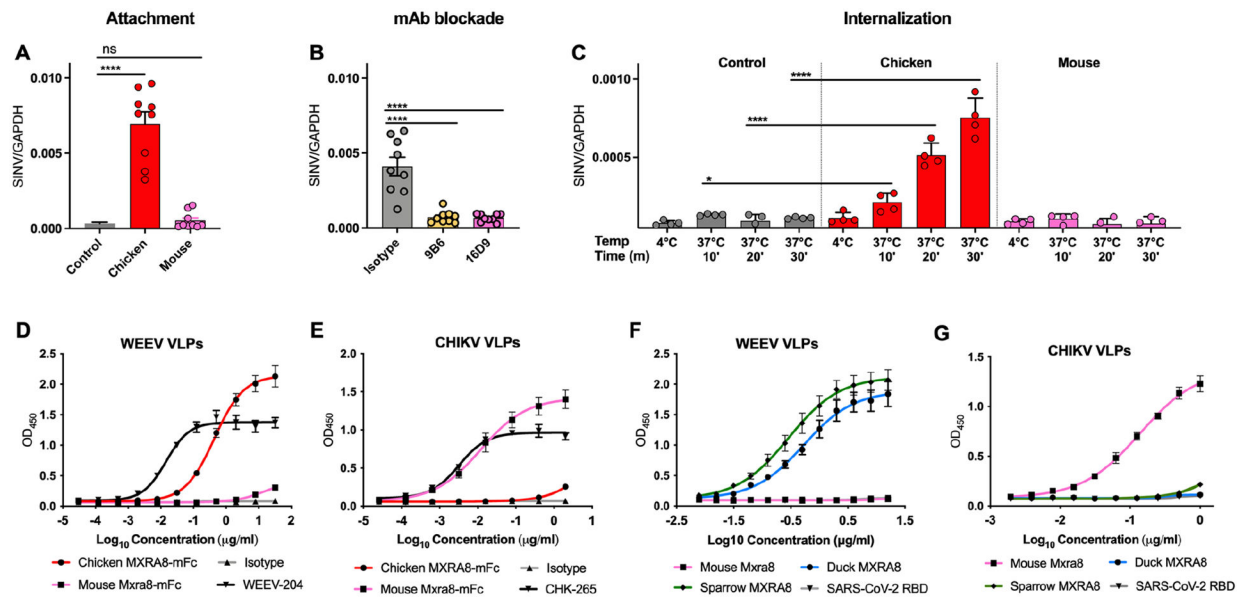 Attachment
mAb blockade
Internalization
A
ns
****
SINV/GAPDH
0.010
0.005
0.000
Control
Chicken
Mouse
B
****
****
SINV/GAPDH
0.010
0.005
0.000
Isotype
9B6
16D9
C
Control
Chicken
Mouse
****
****
*
SINV/GAPDH
0.0010
0.0005
Temp 4°C 37°C 37°C 37°C 4°C 37°C 37°C 37°C 4°C 37°C 37°C 37°C
Time (m) 10' 20' 30' 10' 20' 30' 10' 20' 30'
D
WEEV VLPs
OD450
2.5
2.0
1.5
1.0
0.5
0.0
-5 -4 -3 -2 -1 0 1 2
Log10 Concentration (µg/ml)
Chicken MXRA8-mFc
Isotype
Mouse Mxra8-mFc
WEEV-204
E
CHIKV VLPs
OD450
2.0
1.5
1.0
0.5
0.0
-5 -4 -3 -2 -1 0 1
Log10 Concentration (µg/ml)
Chicken MXRA8-mFc
Isotype
Mouse Mxra8-mFc
CHK-265
F
WEEV VLPs
OD450
2.5
2.0
1.5
1.0
0.5
0.0
-2.5 -1.5 -0.5 0.5 1.5
Log10 Concentration (µg/ml)
Mouse Mxra8
Duck MXRA8
Sparrow MXRA8
SARS-CoV-2 RBD
G
CHIKV VLPs
OD450
1.5
1.0
0.5
0.0
-3 -2 -1 0
Log10 Concentration (µg/ml)
Mouse Mxra8
Duck MXRA8
Sparrow MXRA8
SARS-CoV-2 RBD